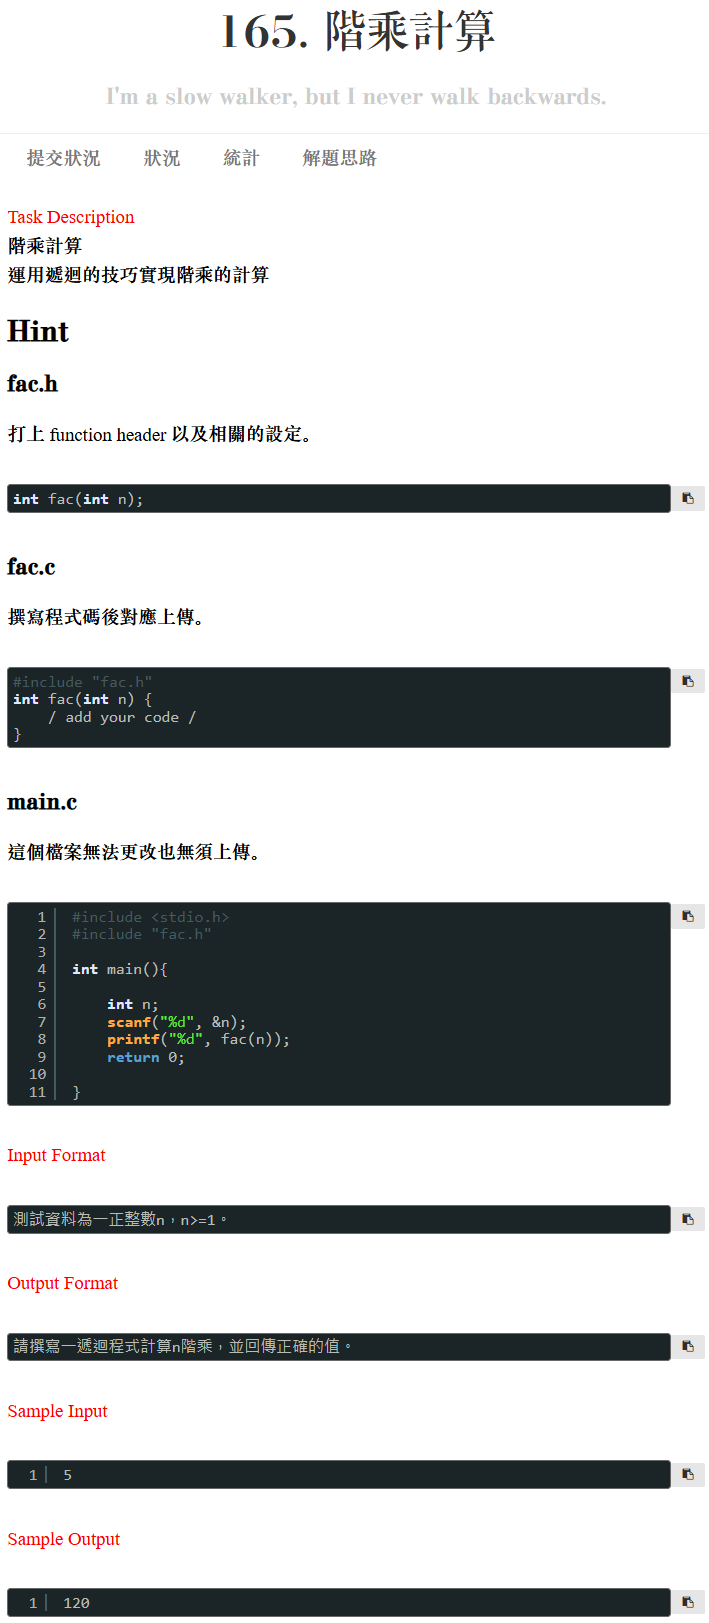 165. 階乘計算
I'm a slow walker, but I never walk backwards.
提交狀況 狀況 統計 解題思路
Task Description
階乘計算
運用遞迴的技巧實現階乘的計算
Hint
fac.h
打上 function header 以及相關的設定。
int fac(int n);
fac.c
撰寫程式碼後對應上傳。
#include "fac.h"
int fac(int n) {
    / add your code /
}
main.c
這個檔案無法更改也無須上傳。
1 #include <stdio.h>
2 #include "fac.h"
3
4 int main(){
5
6     int n;
7     scanf("%d", &n);
8     printf("%d", fac(n));
9     return 0;
10
11 }
Input Format
測試資料為一正整數n，n>=1。
Output Format
請撰寫一遞迴程式計算n階乘，並回傳正確的值。
Sample Input
1 5
Sample Output
1 120